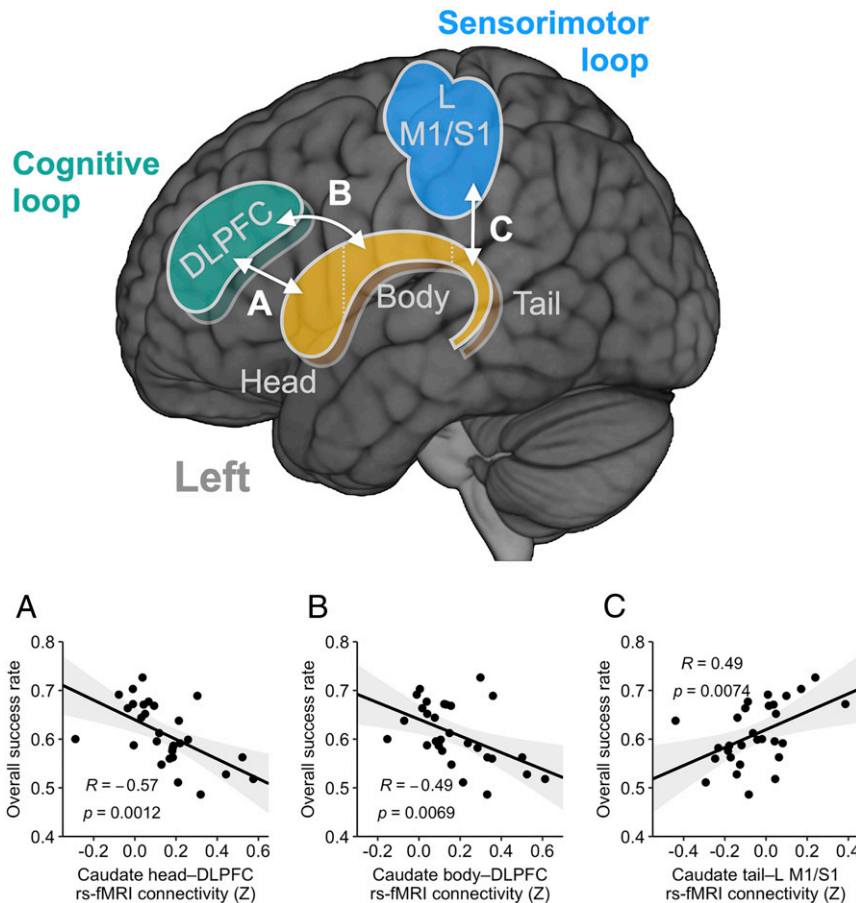 Sensorimotor
loop
L
M1/S1
Cognitive
loop
DLPFC
B
A
C
Body
Tail
Head
Left
A
Overall success rate
0.8
0.7
0.6
0.5
0.4
R = −0.57
p = 0.0012
-0.2 0.0 0.2 0.4 0.6
Caudate head–DLPFC
rs-fMRI connectivity (Z)
B
Overall success rate
0.8
0.7
0.6
0.5
0.4
R = −0.49
p = 0.0069
-0.2 0.0 0.2 0.4 0.6
Caudate body–DLPFC
rs-fMRI connectivity (Z)
C
Overall success rate
0.8
0.7
0.6
0.5
0.4
R = 0.49
p = 0.0074
-0.4 -0.2 0.0 0.2 0.4
Caudate tail–L M1/S1
rs-fMRI connectivity (Z)